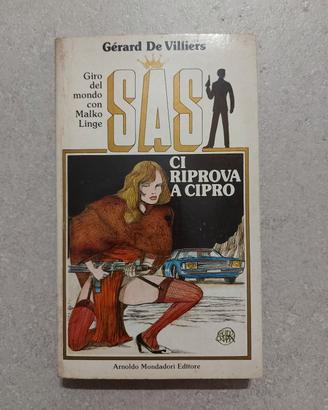 Gérard De Villiers
Giro
del
mondo
con
Malko
Linge
SAS
CI
RIPROVA
A CIPRO
Arnoldo Mondadori Editore